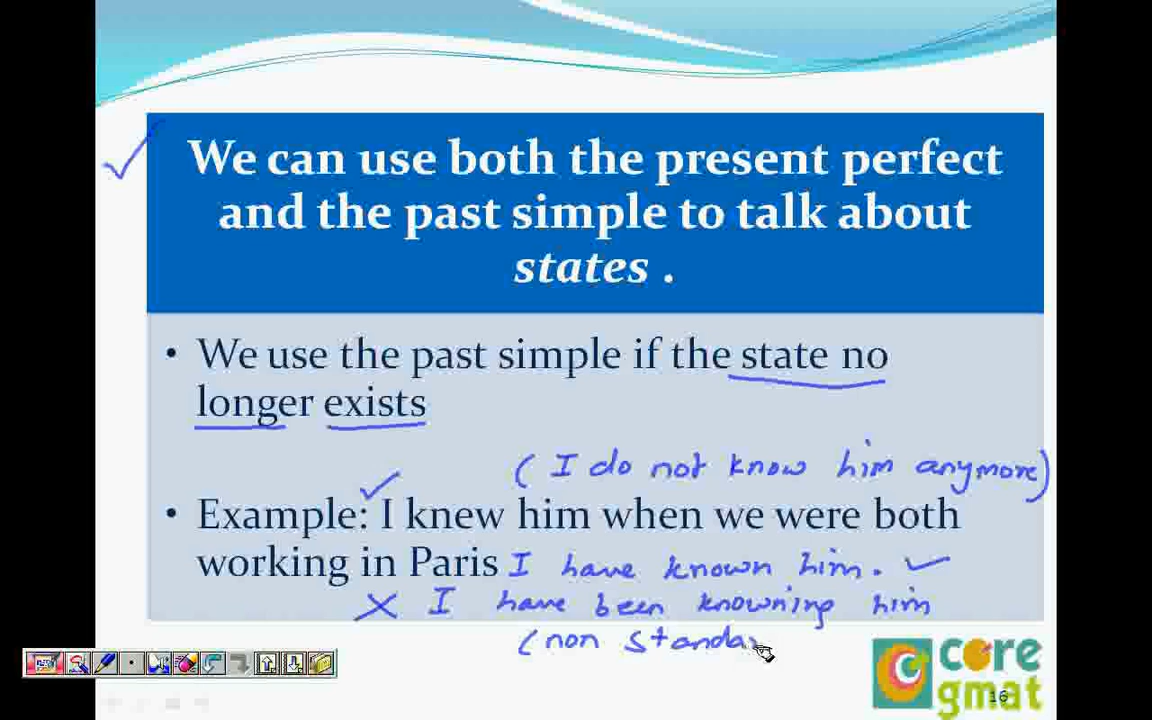 We can use both the present perfect
and the past simple to talk about
states .
• We use the past simple if the state no
longer exists
( I do not know him anymore)
• Example: I knew him when we were both
working in Paris I have known him. ✓
✗ I have been knowning him
(non standa
core
gmat
16